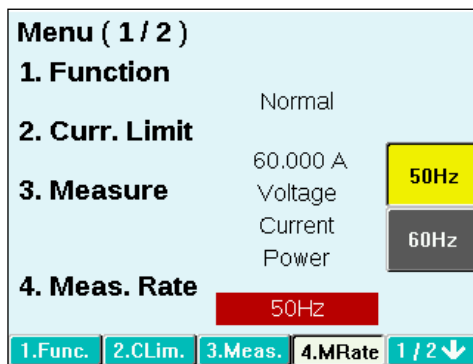 Menu ( 1 / 2 )
1. Function
Normal
2. Curr. Limit
60.000 A
3. Measure
Voltage
Current
Power
4. Meas. Rate
50Hz
50Hz
60Hz
1.Func. 2.CLim. 3.Meas. 4.MRate 1 / 2